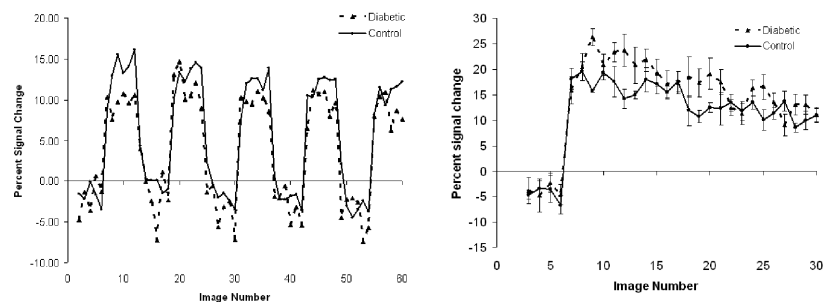 20.00
15.00
10.00
5.00
0.00
-5.00
-10.00
Percent Signal Change
0 10 20 30 40 50 60
Image Number
Diabetic
Control
30
25
20
15
10
5
0
-5
-10
-15
Percent signal change
0 5 10 15 20 25 30
Image Number
Diabetic
Control